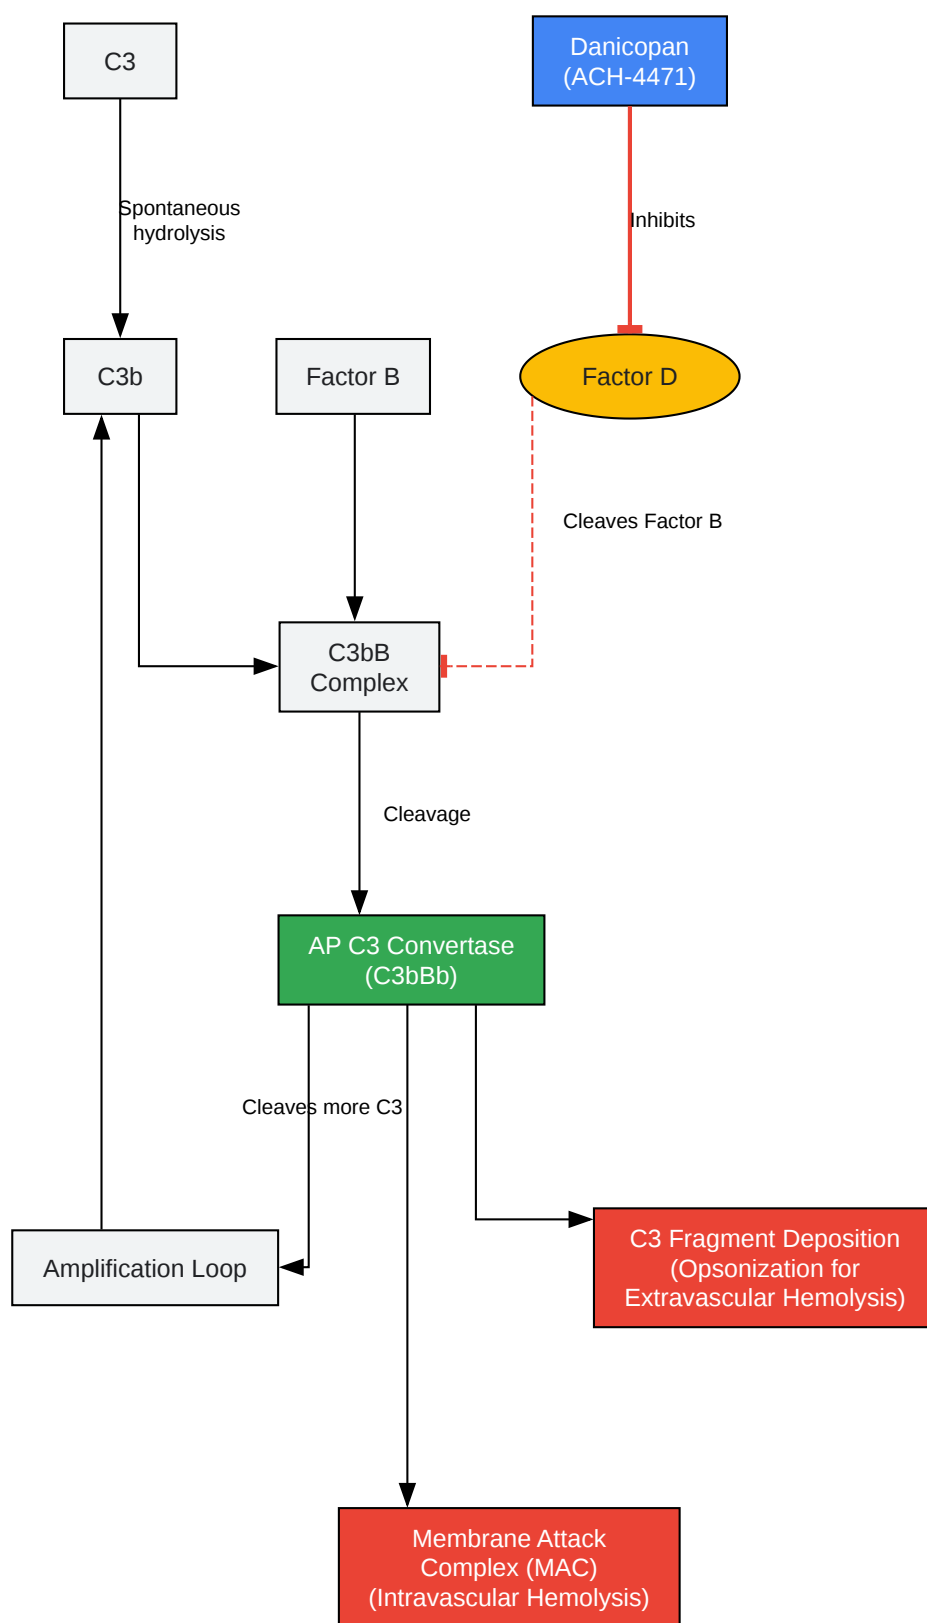 C3
Danicopan
(ACH-4471)
Spontaneous
hydrolysis
Inhibits
C3b
Factor B
Factor D
Cleaves Factor B
C3bB
Complex
Cleavage
AP C3 Convertase
(C3bBb)
Cleaves more C3
Amplification Loop
C3 Fragment Deposition
(Opsonization for
Extravascular Hemolysis)
Membrane Attack
Complex (MAC)
(Intravascular Hemolysis)